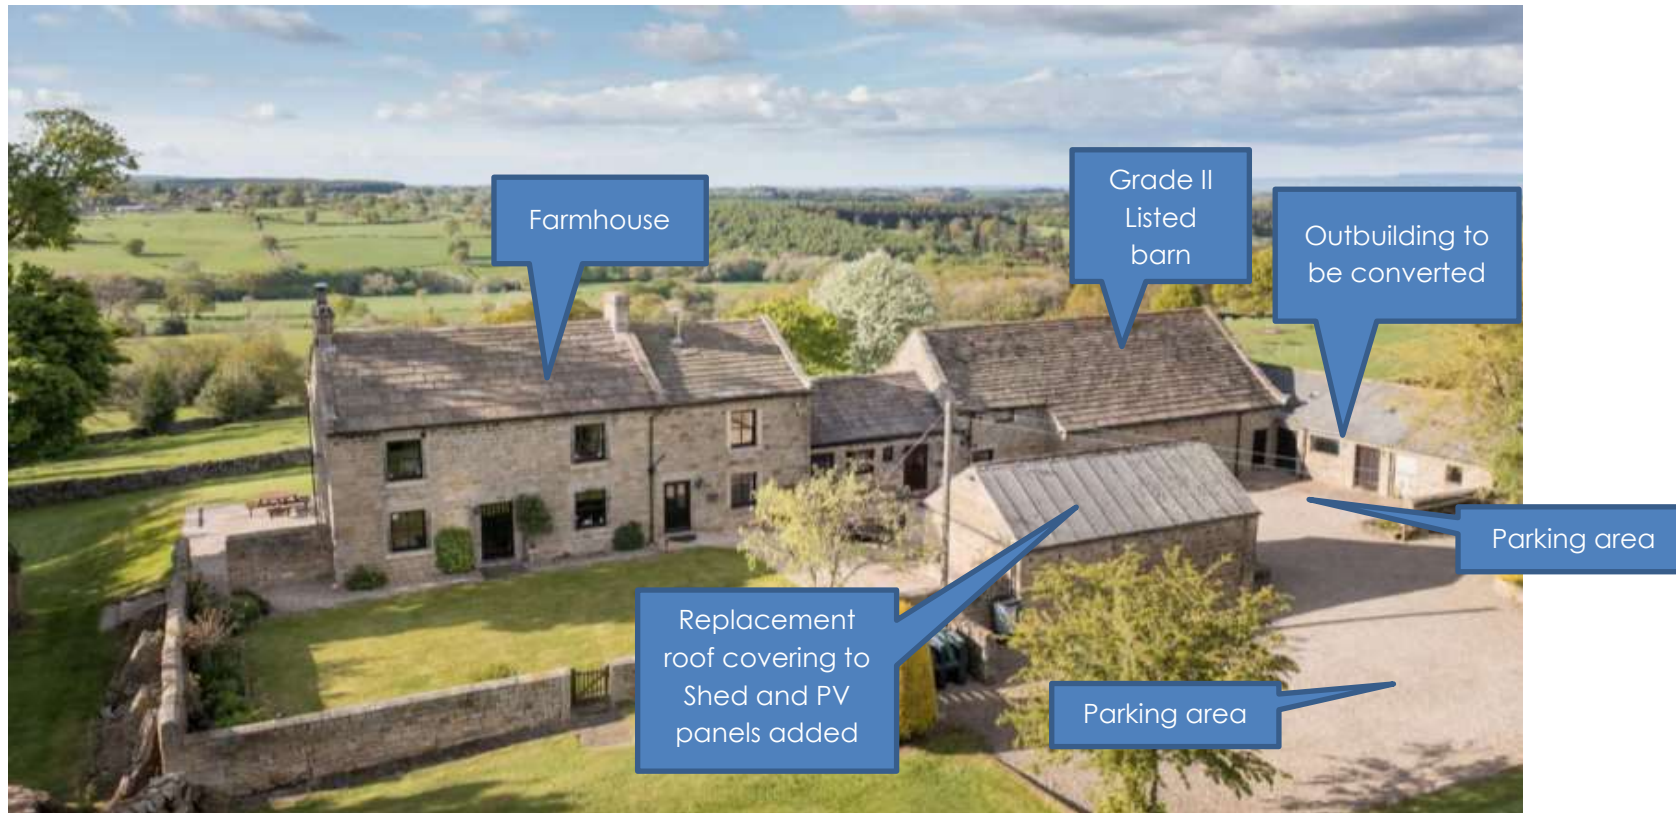 Farmhouse
Grade II
Listed
barn
Outbuilding to
be converted
Parking area
Replacement
roof covering to
Shed and PV
panels added
Parking area